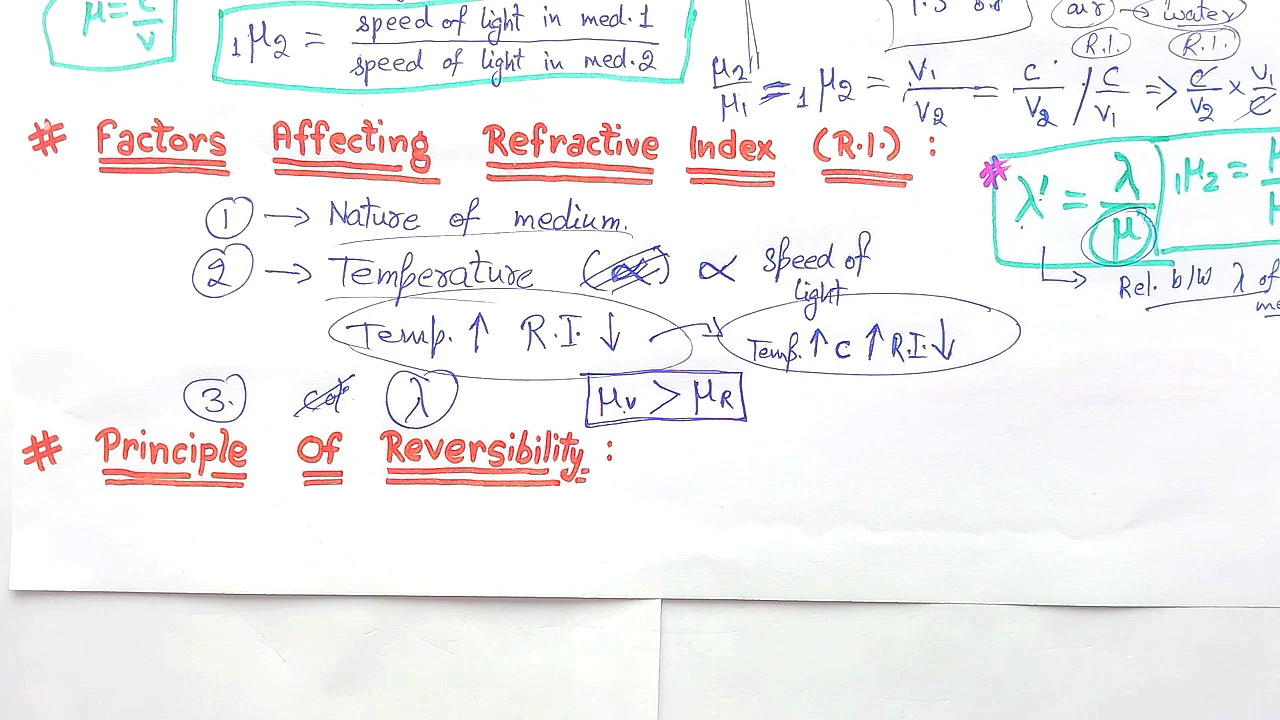 μ = c/v
₁μ₂ = speed of light in med. 1 / speed of light in med. 2
air → water
R.I. R.I.
μ₂/μ₁ = ₁μ₂ = V₁/V₂ = C/V₂ / C/V₁ => C/V₂ × V₁/C
# Factors Affecting Refractive Index (R.I.) :
* λ' = λ/μ ₁μ₂ =
① → Nature of medium.
② → Temperature (∝) ∝ speed of light
Rel. b/w λ of
Temp. ↑ R.I. ↓ → Temp. ↑ C ↑ R.I. ↓
3. λ μv > μR
# Principle Of Reversibility :